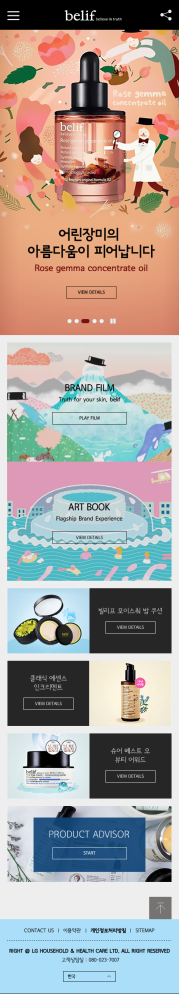 belif
believe in truth
Rose gemma
concentrate oil
belif
어린장미의
아름다움이 피어납니다
Rose gemma concentrate oil
VIEW DETAILS
BRAND FILM
Truth for your skin, belif
PLAY FILM
ART BOOK
Flagship Brand Experience
VIEW DETAILS
빌리프 모이스춰 밤 쿠션
VIEW DETAILS
클래식 에센스
인크리먼트
VIEW DETAILS
슈어 베스트 오
뷰티 어워드
VIEW DETAILS
belif
PRODUCT ADVISOR
START
CONTACT US | 이용약관 | 개인정보처리방침 | SITEMAP
RIGHT @ LG HOUSEHOLD & HEALTH CARE LTD. ALL RIGHT RESERVED
고객상담실 : 080-023-7007
한국